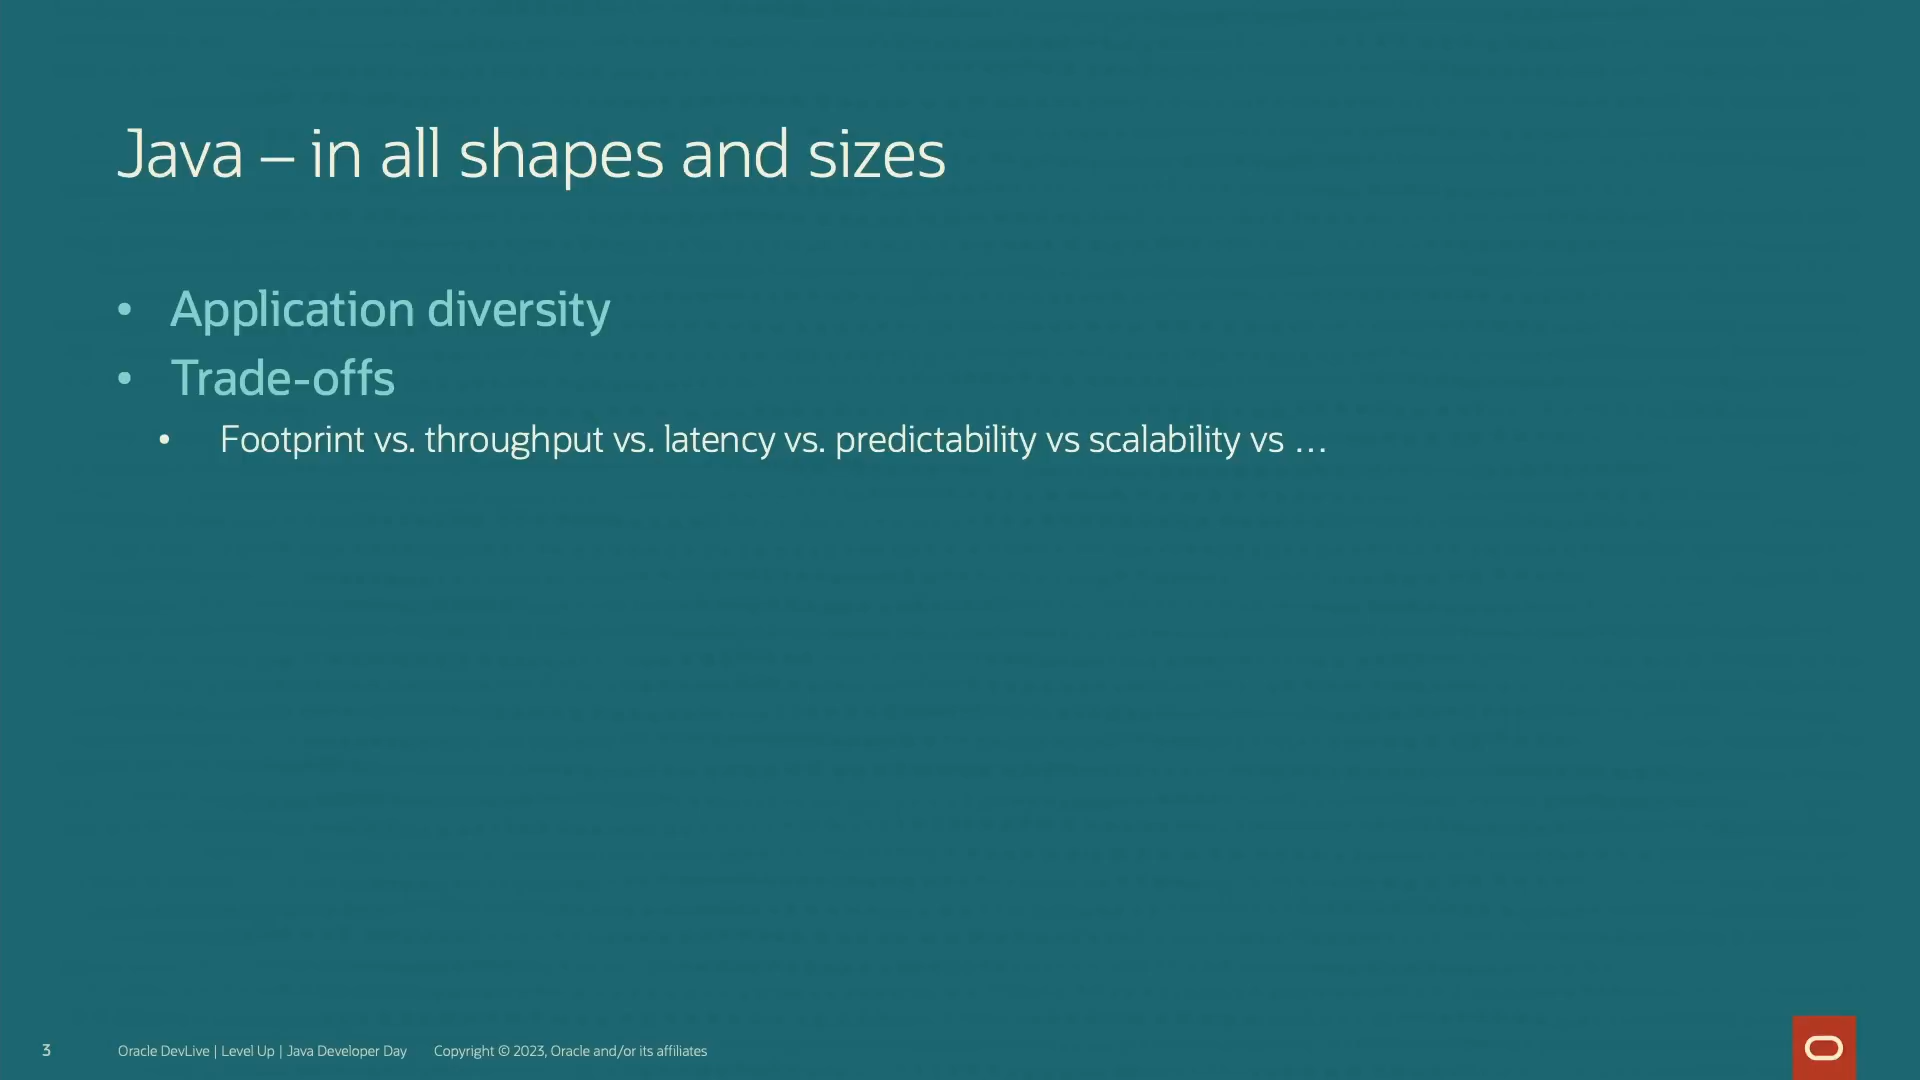 Java – in all shapes and sizes
• Application diversity
• Trade-offs
• Footprint vs. throughput vs. latency vs. predictability vs scalability vs …
3 Oracle DevLive | Level Up | Java Developer Day Copyright © 2023, Oracle and/or its affiliates